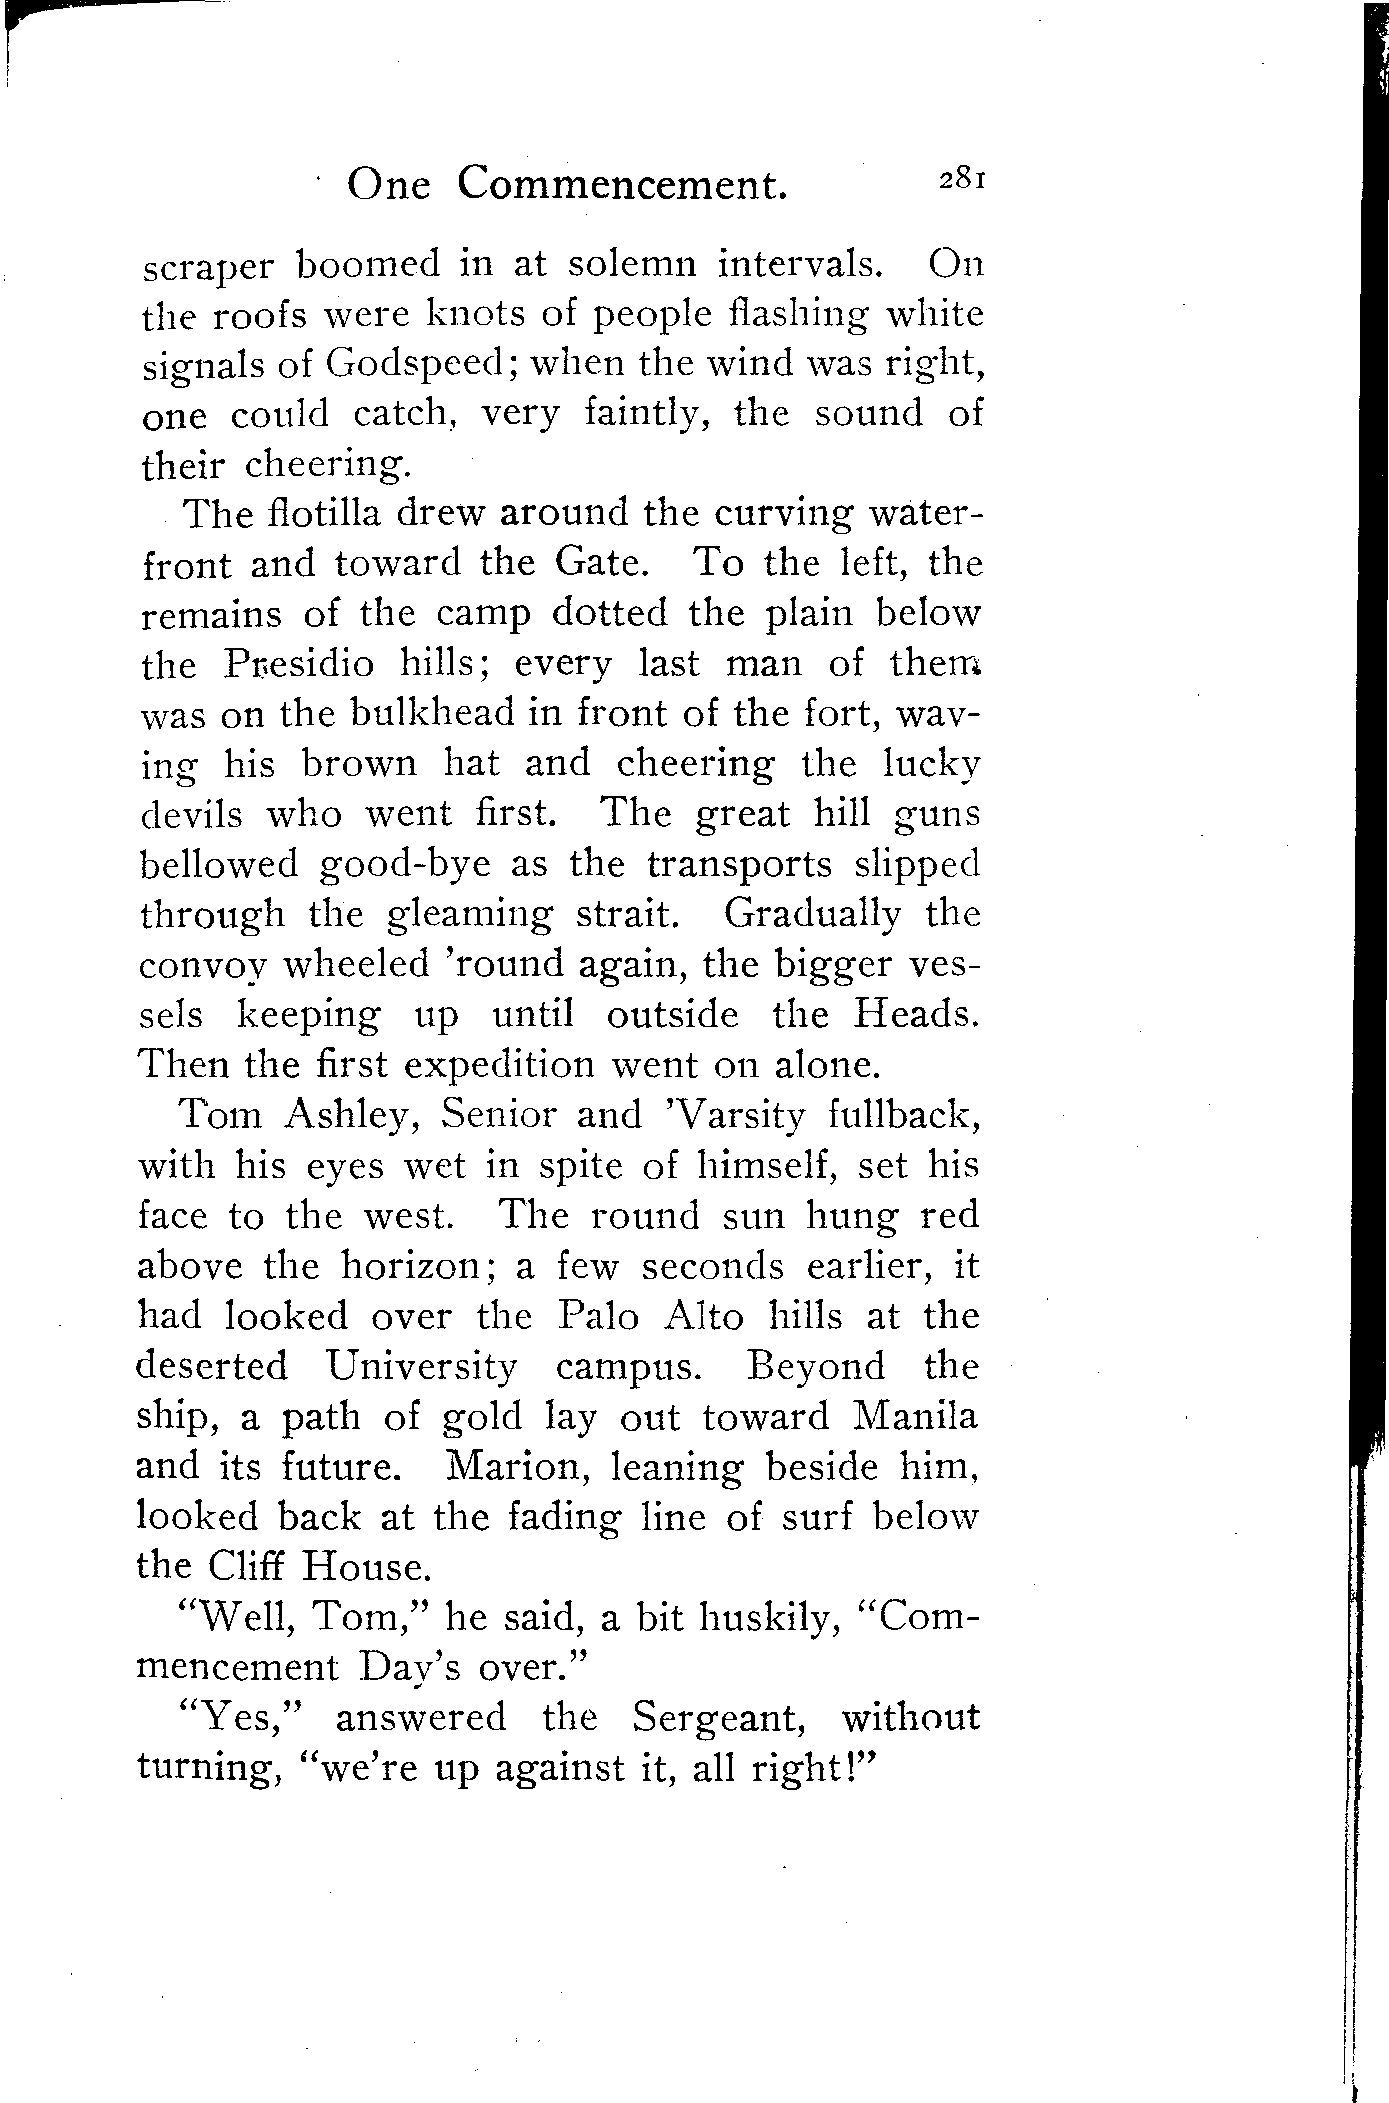 One Commencement. 281
scraper boomed in at solemn intervals. On
the roofs were knots of people flashing white
signals of Godspeed; when the wind was right,
one could catch, very faintly, the sound of
their cheering.
The flotilla drew around the curving water-
front and toward the Gate. To the left, the
remains of the camp dotted the plain below
the Presidio hills; every last man of them
was on the bulkhead in front of the fort, wav-
ing his brown hat and cheering the lucky
devils who went first. The great hill guns
bellowed good-bye as the transports slipped
through the gleaming strait. Gradually the
convoy wheeled 'round again, the bigger ves-
sels keeping up until outside the Heads.
Then the first expedition went on alone.
Tom Ashley, Senior and 'Varsity fullback,
with his eyes wet in spite of himself, set his
face to the west. The round sun hung red
above the horizon; a few seconds earlier, it
had looked over the Palo Alto hills at the
deserted University campus. Beyond the
ship, a path of gold lay out toward Manila
and its future. Marion, leaning beside him,
looked back at the fading line of surf below
the Cliff House.
"Well, Tom," he said, a bit huskily, "Com-
mencement Day's over."
"Yes," answered the Sergeant, without
turning, "we're up against it, all right!"